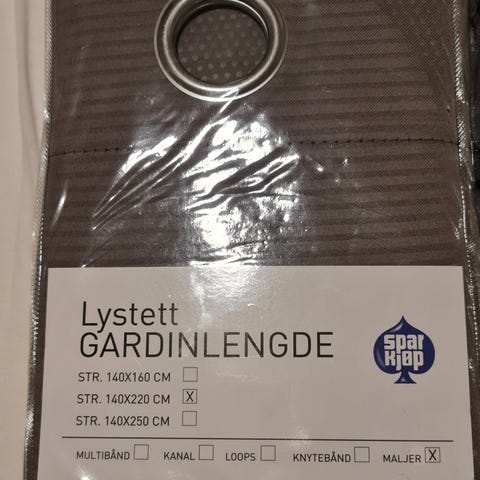 Lystett
GARDINLENGDE
spar
kjøp
STR. 140X160 CM
STR. 140X220 CM X
STR. 140X250 CM
MULTIBÅND KANAL LOOPS KNYTEBÅND MALJER X